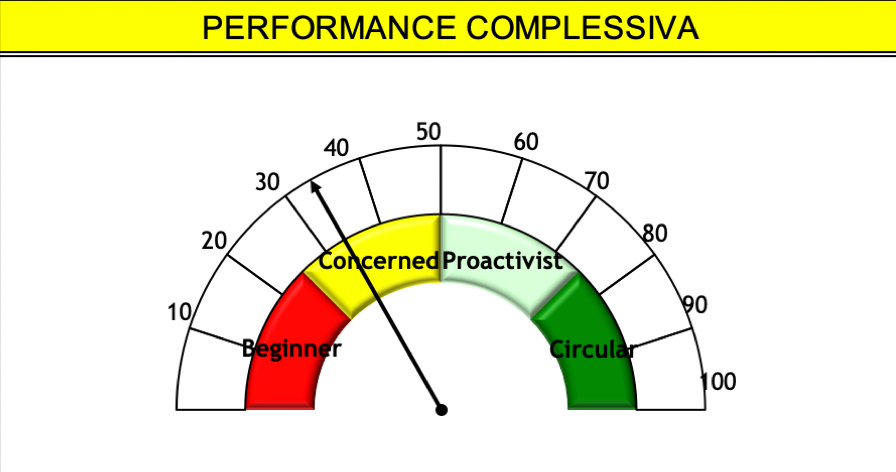 PERFORMANCE COMPLESSIVA
50
40
60
30
70
20
80
Concerned
Proactivist
10
90
Beginner
Circular
100